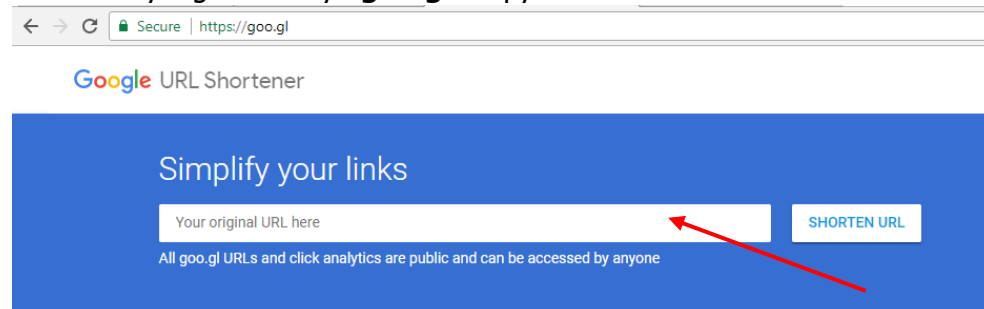 Secure | https://goo.gl
Google URL Shortener
Simplify your links
Your original URL here
SHORTEN URL
All goo.gl URLs and click analytics are public and can be accessed by anyone